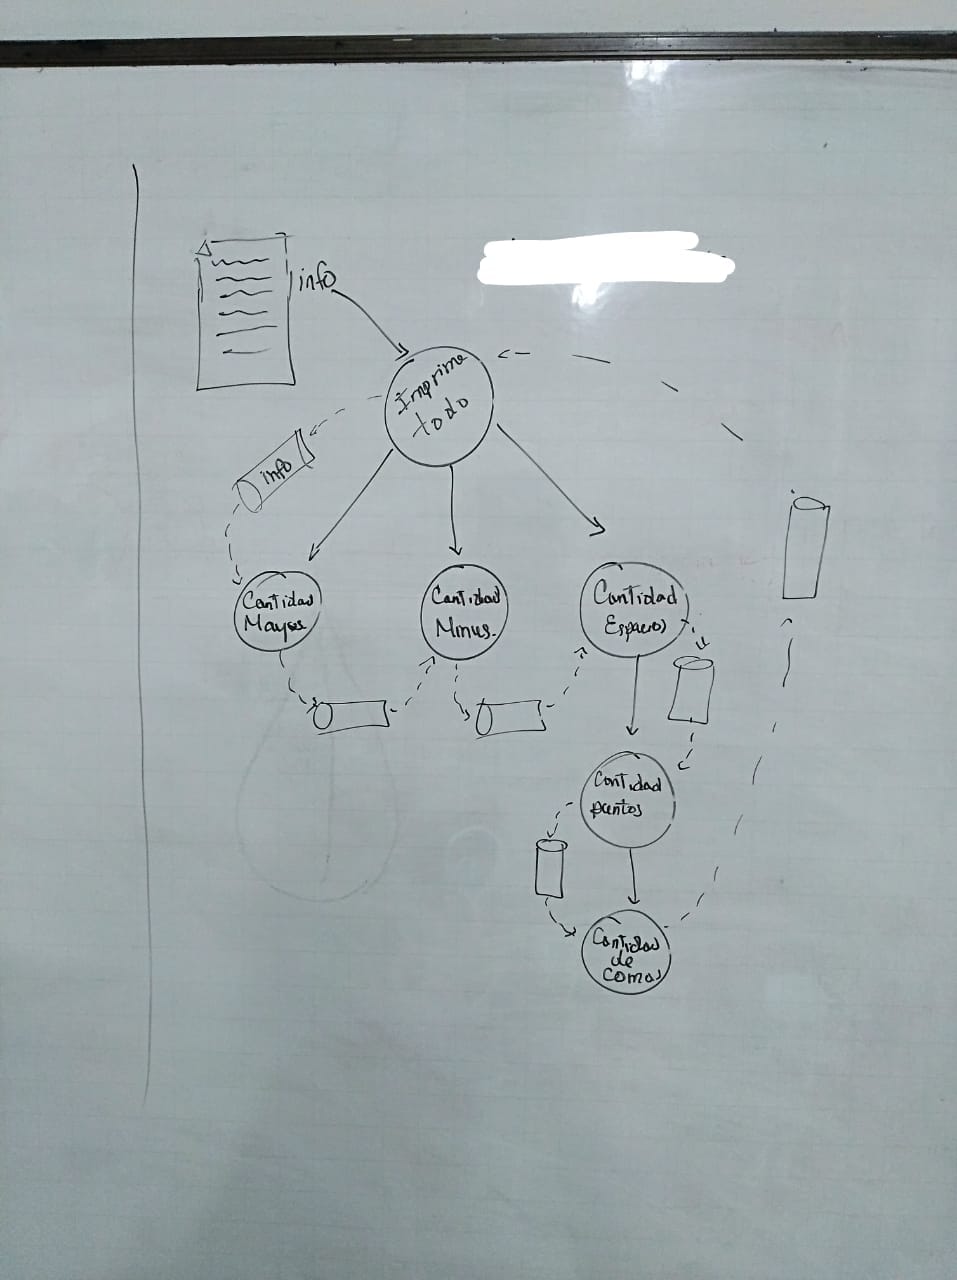 info
Imprime
todo
info
Cantidad
Mayus
Cantidad
Minus.
Cantidad
Espacios
Cantidad
puntos
Cantidad
de
comas